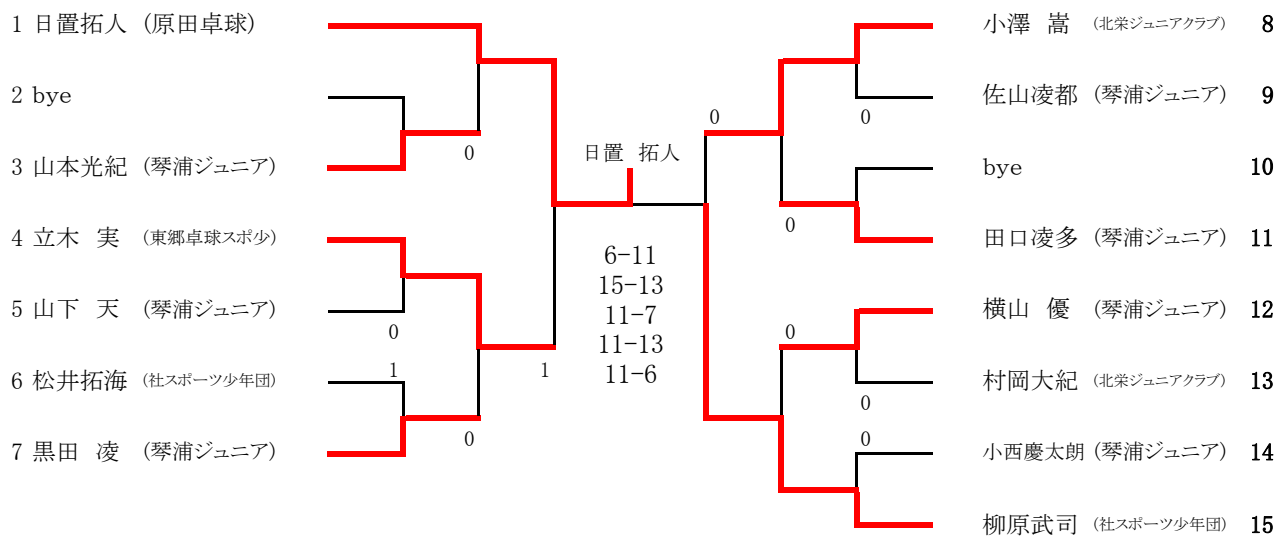 1 日置拓人 (原田卓球)
2 bye
0
3 山本光紀 (琴浦ジュニア)
4 立木 実 (東郷卓球スポ少)
5 山下 天 (琴浦ジュニア)
0
6 松井拓海 (社スポーツ少年団)
1
1
0
7 黒田 凌 (琴浦ジュニア)
日置 拓人
6-11
15-13
11-7
11-13
11-6
小澤 嵩 (北栄ジュニアクラブ) 8
佐山凌都 (琴浦ジュニア) 9
0
0
bye 10
0
田口凌多 (琴浦ジュニア) 11
横山 優 (琴浦ジュニア) 12
0
村岡大紀 (北栄ジュニアクラブ) 13
0
0
小西慶太朗 (琴浦ジュニア) 14
柳原武司 (社スポーツ少年団) 15